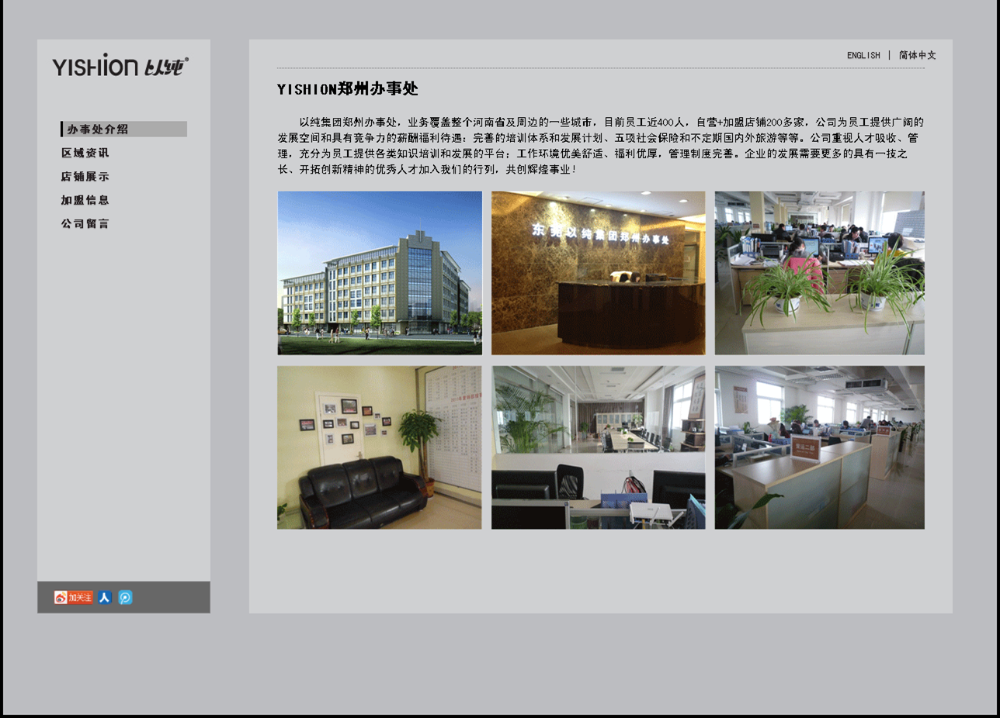 YISHION 以纯®
办事处介绍
区域资讯
店铺展示
加盟信息
公司留言
加关注
ENGLISH | 简体中文
YISHION郑州办事处
以纯集团郑州办事处，业务覆盖整个河南省及周边的一些城市，目前员工近400人，自营+加盟店铺200多家，公司为员工提供广阔的
发展空间和具有竞争力的薪酬福利待遇：完善的培训体系和发展计划、五项社会保险和不定期国内外旅游等等。公司重视人才吸收、管
理，充分为员工提供各类知识培训和发展的平台；工作环境优美舒适、福利优厚，管理制度完善。企业的发展需要更多的具有一技之
长、开拓创新精神的优秀人才加入我们的行列，共创辉煌事业！
东莞以纯集团郑州办事处